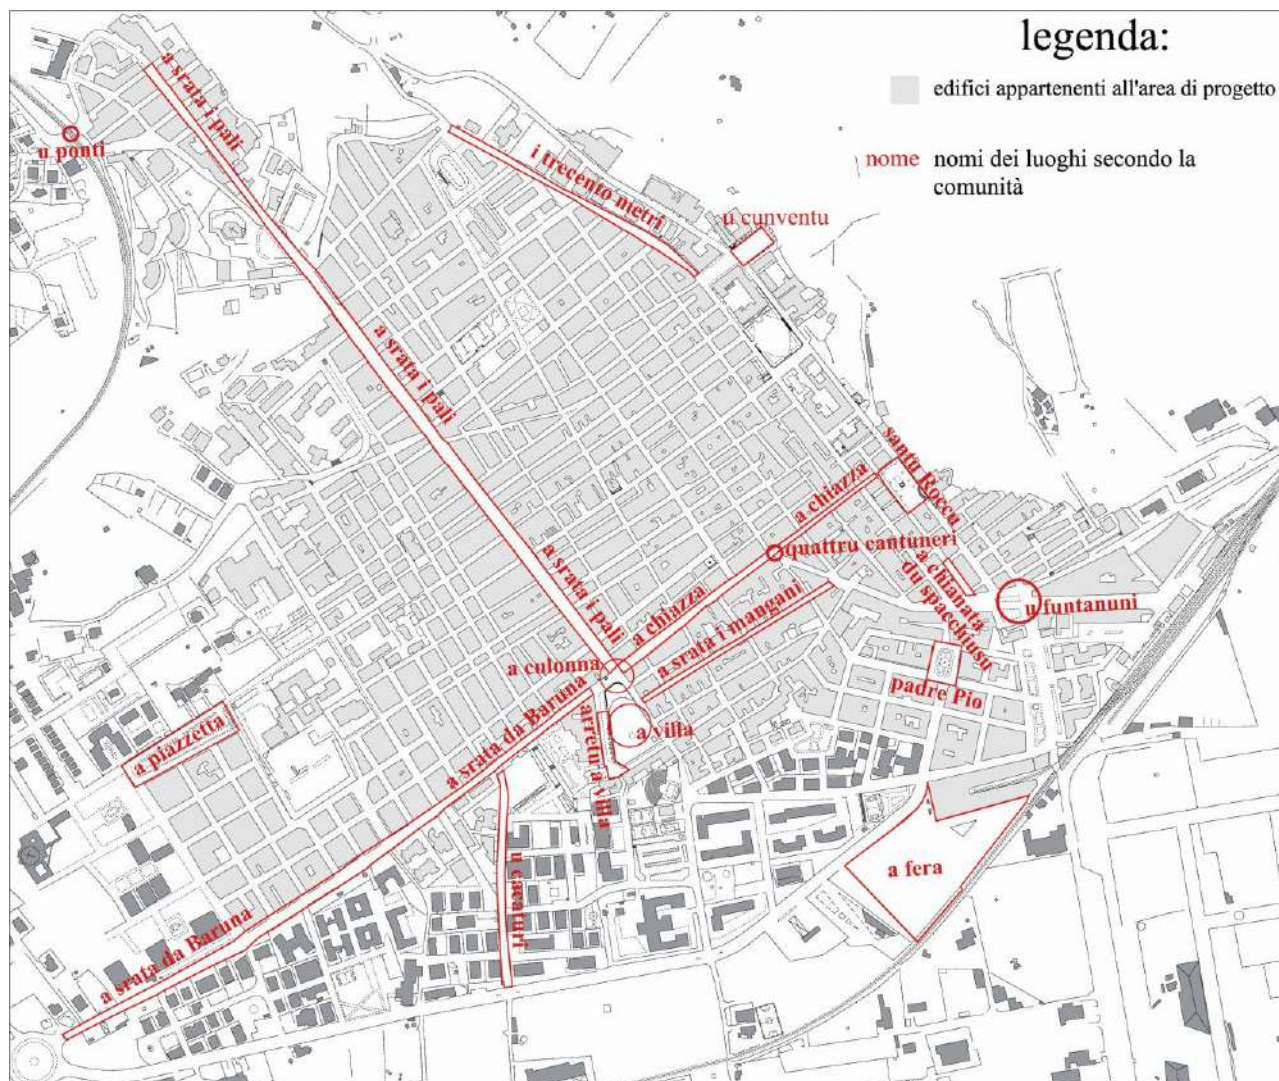 legenda:
edifici appartenenti all'area di progetto
nome nomi dei luoghi secondo la
comunità
a srata i pali
u ponti
i trecento metri
u cunventu
a srata i pali
santu Roccu
a chiazza
quattru cantuneri
a srata i pali
a chianata
du spacchiusu
u funtanuni
a chiazza
a srata i mangani
a culonna
padre Pio
a srata da Baruna
a villa
a piazzetta
arretu a villa
a fera
a srata da Baruna